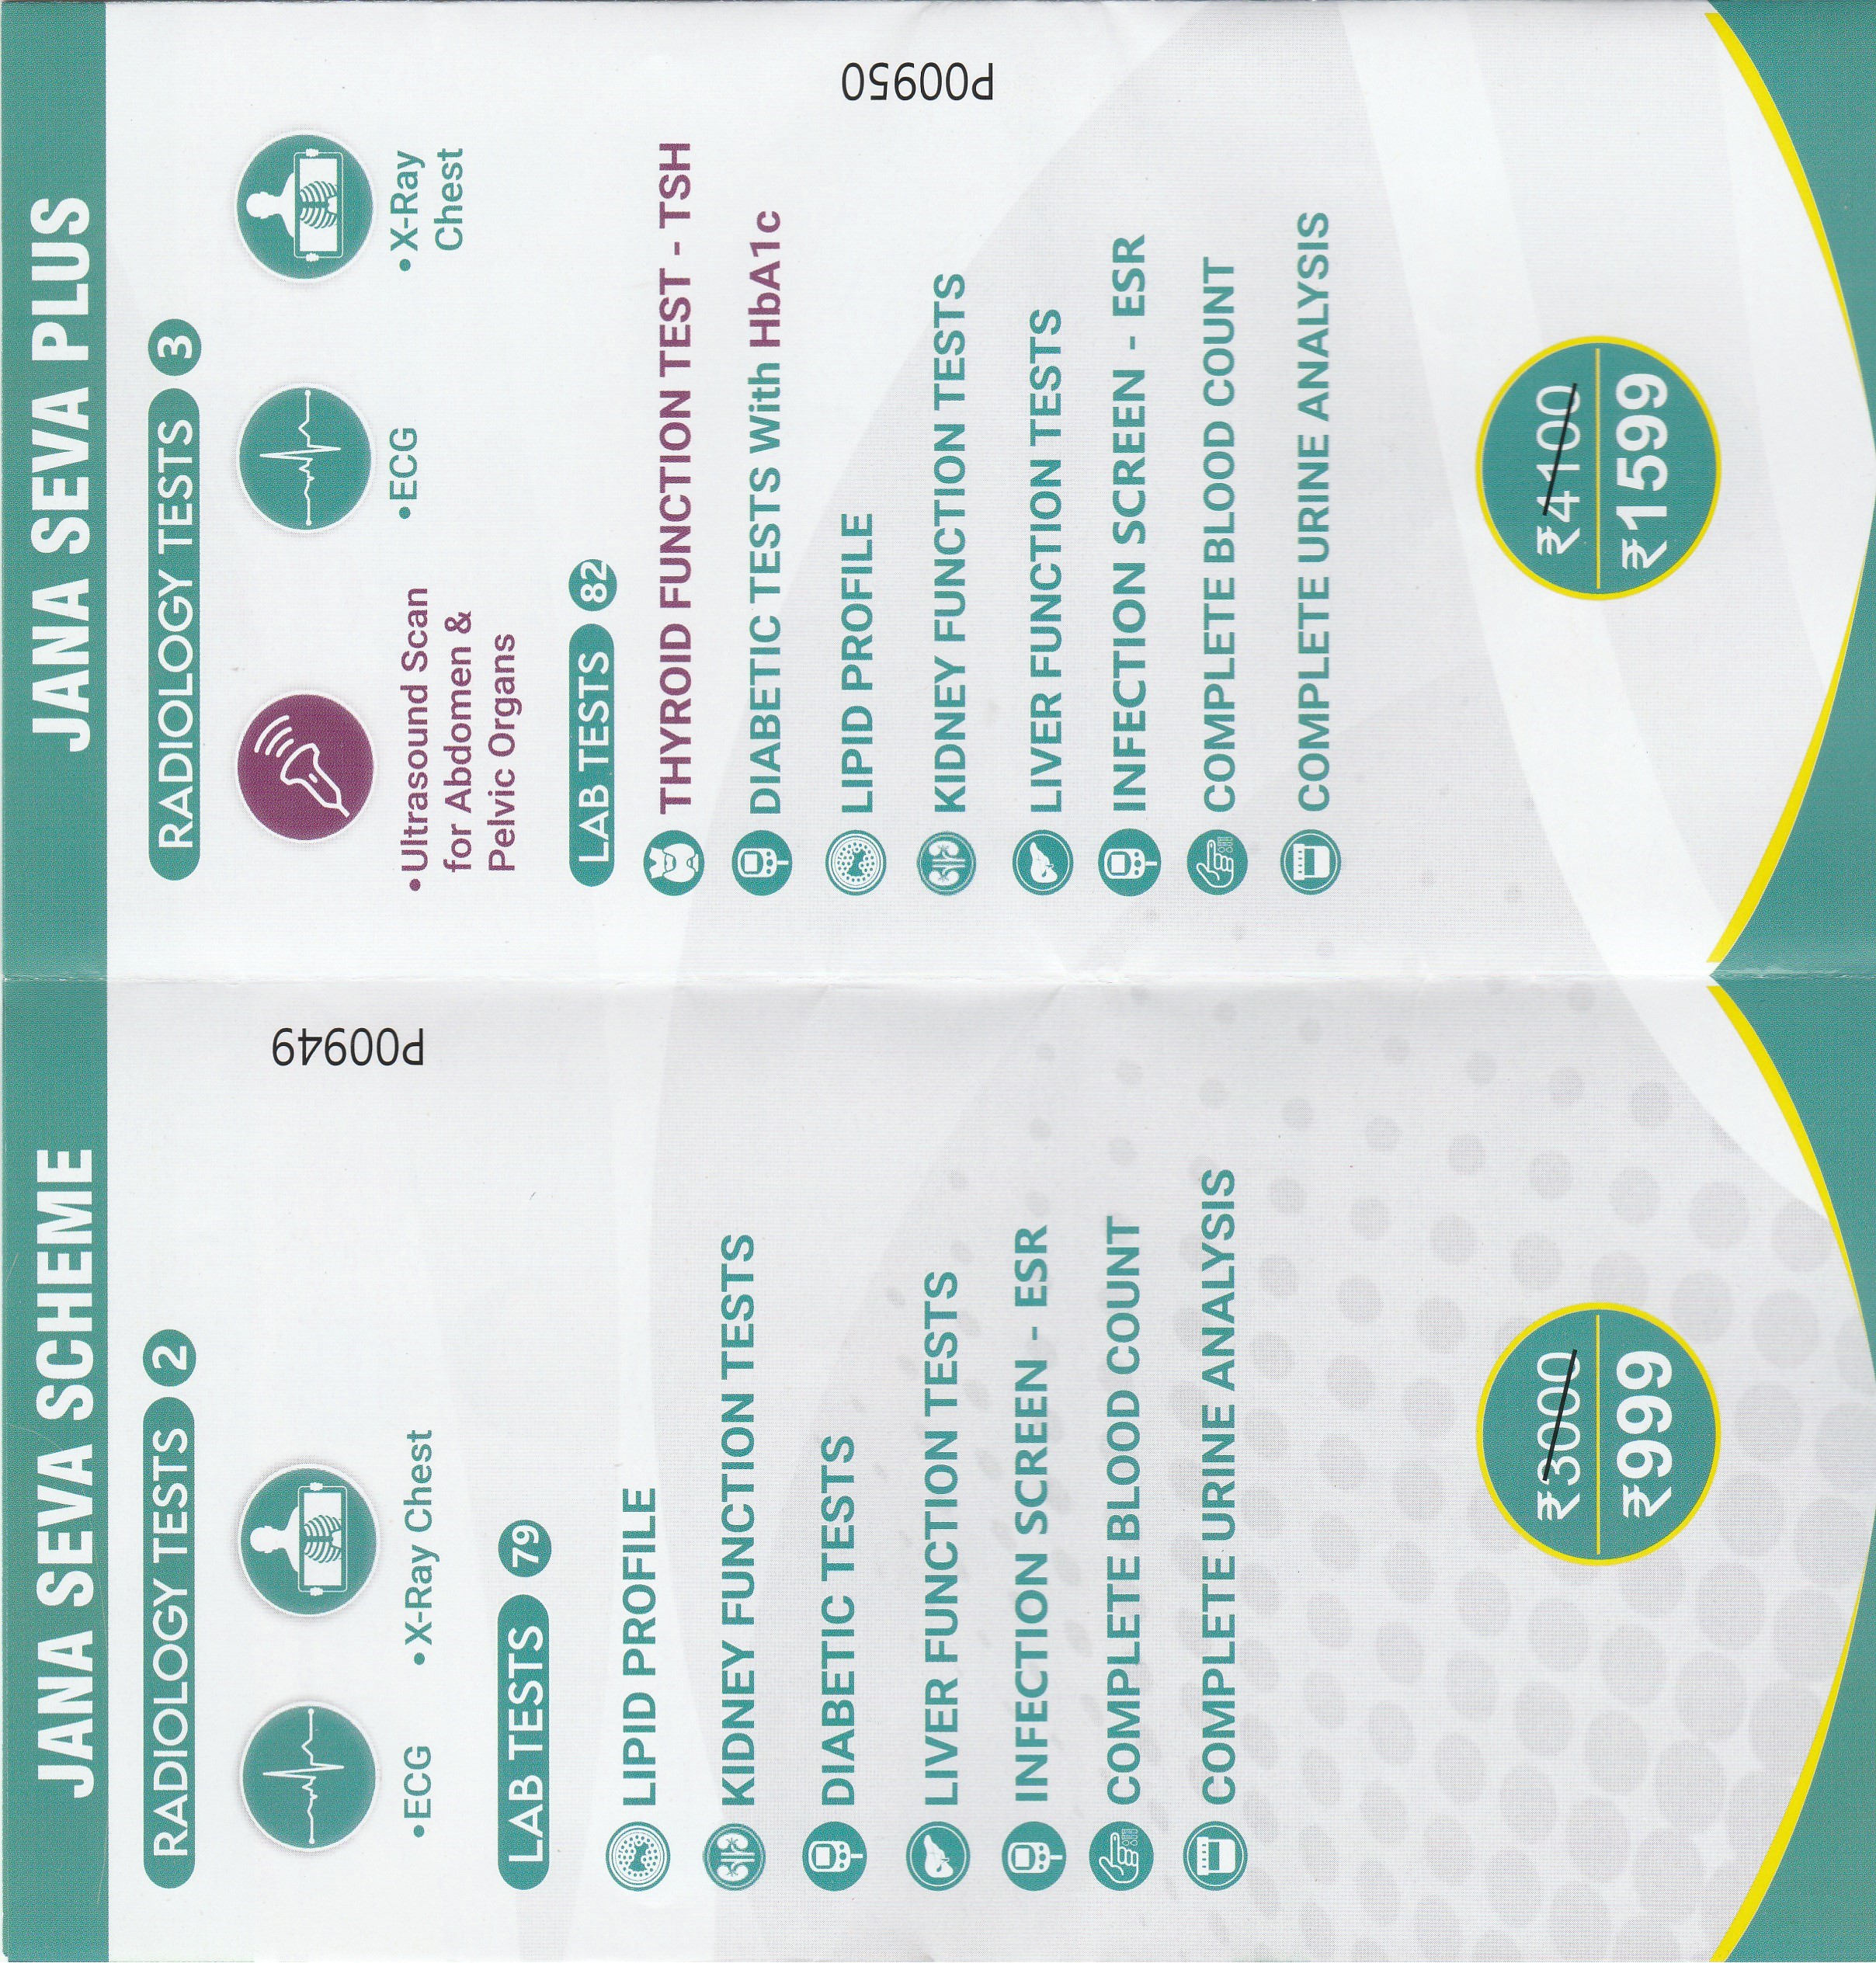 JANA SEVA SCHEME
RADIOLOGY TESTS 2
•ECG
•X-Ray Chest
P00949
LAB TESTS 79
LIPID PROFILE
KIDNEY FUNCTION TESTS
DIABETIC TESTS
LIVER FUNCTION TESTS
INFECTION SCREEN - ESR
COMPLETE BLOOD COUNT
COMPLETE URINE ANALYSIS
₹3000
₹999
JANA SEVA PLUS
RADIOLOGY TESTS 3
•Ultrasound Scan
for Abdomen &
Pelvic Organs
•ECG
•X-Ray
Chest
LAB TESTS 82
THYROID FUNCTION TEST - TSH
DIABETIC TESTS With HbA1c
LIPID PROFILE
KIDNEY FUNCTION TESTS
P00950
LIVER FUNCTION TESTS
INFECTION SCREEN - ESR
COMPLETE BLOOD COUNT
COMPLETE URINE ANALYSIS
₹4100
₹1599